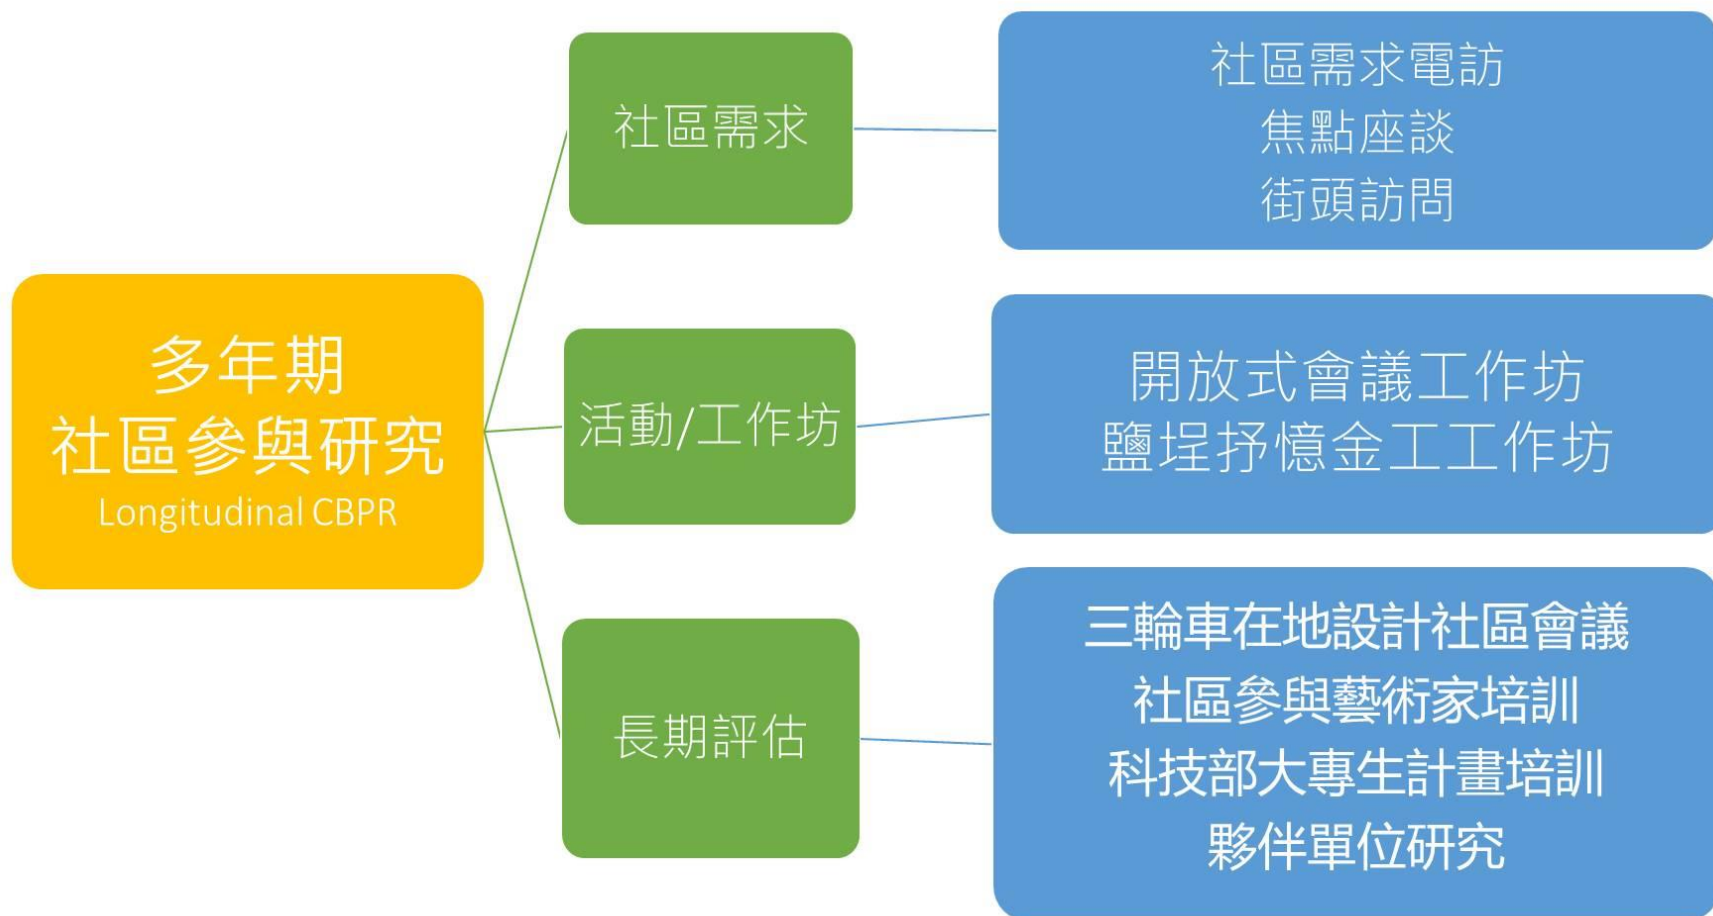 多年期
社區參與研究
Longitudinal CBPR
社區需求
社區需求電訪
焦點座談
街頭訪問
活動/工作坊
開放式會議工作坊
鹽埕抒憶金工工作坊
長期評估
三輪車在地設計社區會議
社區參與藝術家培訓
科技部大專生計畫培訓
夥伴單位研究